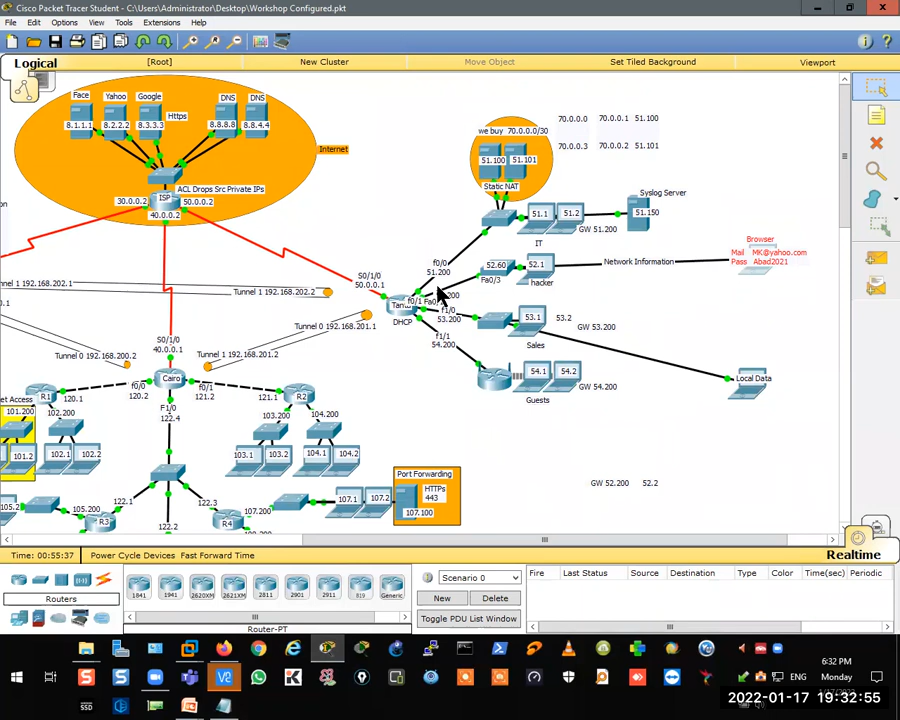 Cisco Packet Tracer Student - C:\Users\Administrator\Desktop\Workshop Configured.pkt
File Edit Options View Tools Extensions Help
Logical [Root] New Cluster Move Object Set Tiled Background Viewport
Face Yahoo Google DNS DNS
Https
8.1.1.1 8.2.2.2 8.3.3.3 8.8.8.8 8.8.4.4
Internet
ACL Drops Src Private IPs
ISP
30.0.0.2 50.0.0.2
40.0.0.2
we buy 70.0.0.0/30
51.100 51.101
Static NAT
70.0.0.0 70.0.0.1 51.100
70.0.0.3 70.0.0.2 51.101
Syslog Server
51.1 51.2 51.150
IT GW 51.200
Browser
Mail MK@yahoo.com
Pass Abad2021
f0/0
51.200
52.60 52.1
Network Information
Fa0/3 hacker
S0/1/0
50.0.0.1
Tunnel 1 192.168.202.2
1 192.168.202.1
f0/1
DHCP
f1/0
53.200
53.1 53.2
GW 53.200
Sales
Tunnel 0 192.168.201.1
f1/1
54.200
54.1 54.2
GW 54.200
Guests
Local Data
Tunnel 0 192.168.200.2
S0/1/0
40.0.0.1
Tunnel 1 192.168.201.2
Cairo
f0/0
120.2
f0/1
121.2
R1 120.1 121.1 R2
F1/0
122.4
101.200 102.200 103.200 104.200
101.2 102.1 102.2 103.1 103.2 104.1 104.2
Port Forwarding
HTTPs
443
107.1 107.2 107.100
GW 52.200 52.2
105.2 105.200 122.1 122.3 107.200
R3 122.2 R4
Time: 00:55:37 Power Cycle Devices Fast Forward Time Realtime
Routers
1841 1941 2620XM 2621XM 2811 2901 2911 819 Generic
Router-PT
Scenario 0
New Delete
Toggle PDU List Window
Fire Last Status Source Destination Type Color Time(sec) Periodic
6:32 PM
ENG Monday
2022-01-17 19:32:55